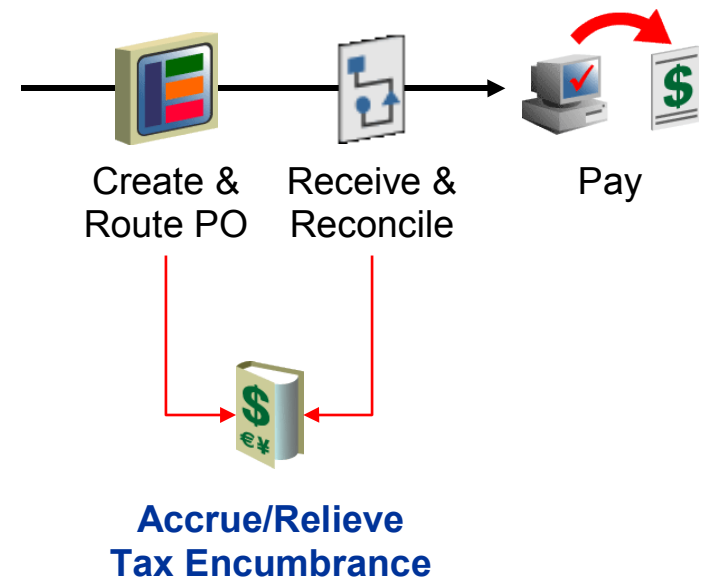 $
Create &
Route PO
Receive &
Reconcile
Pay
$
€¥
Accrue/Relieve
Tax Encumbrance